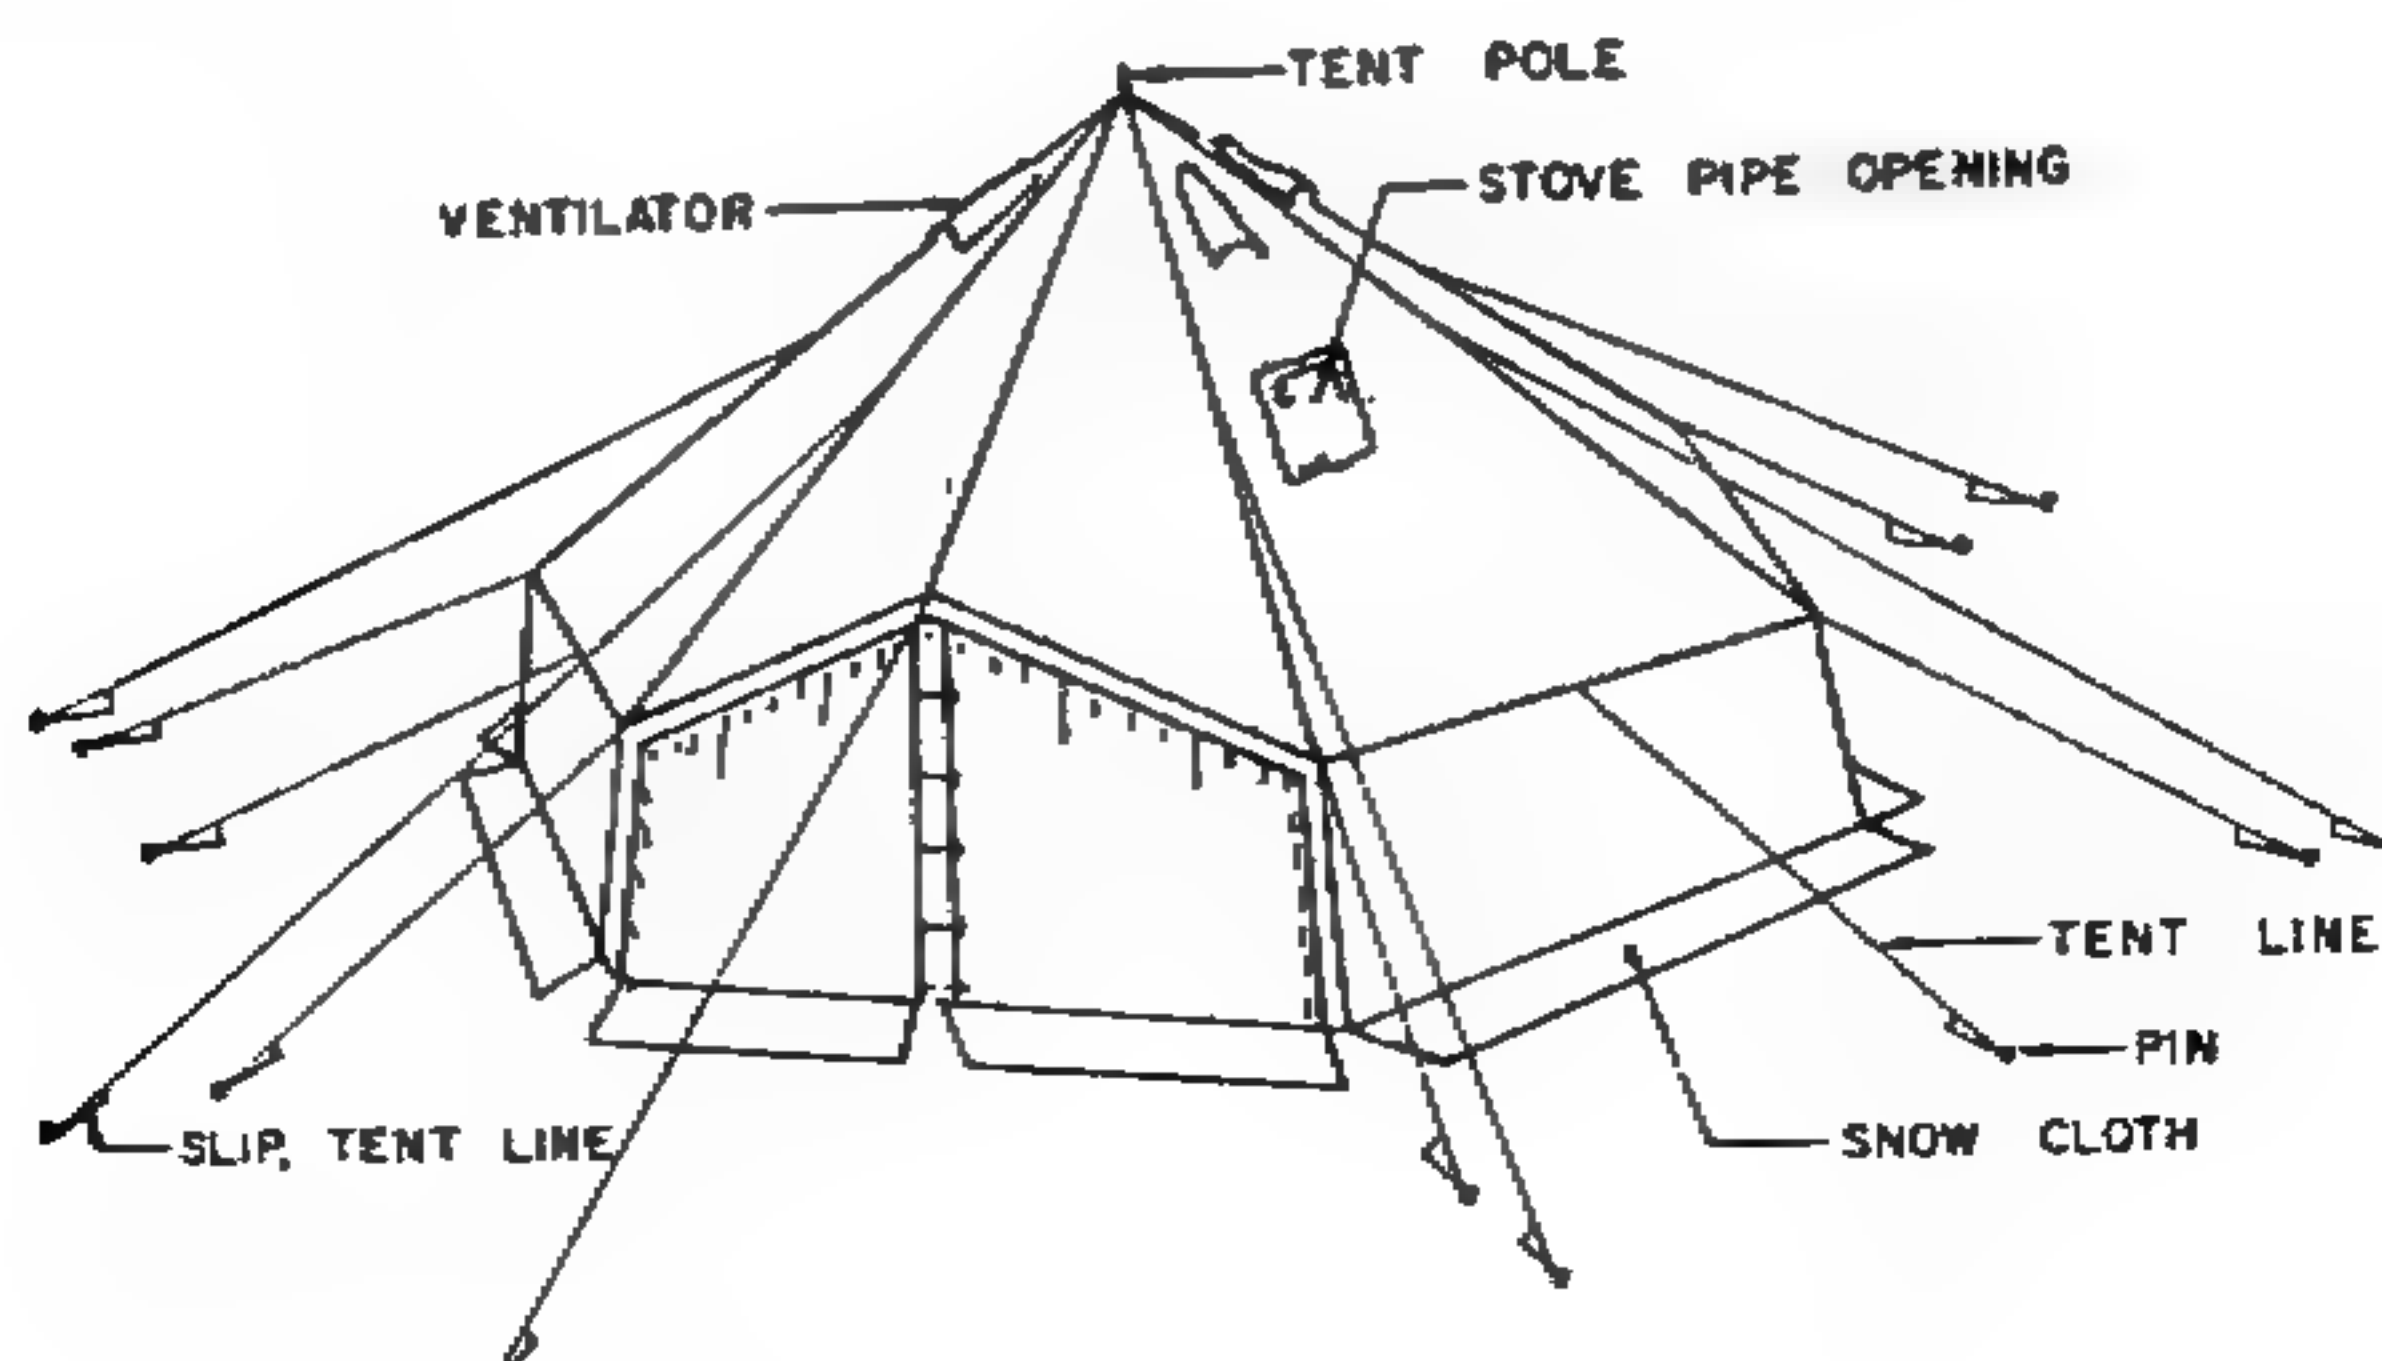 TENT POLE
STOVE PIPE OPENING
VENTILATOR
TENT LINE
PIN
SLIP, TENT LINE
SNOW CLOTH